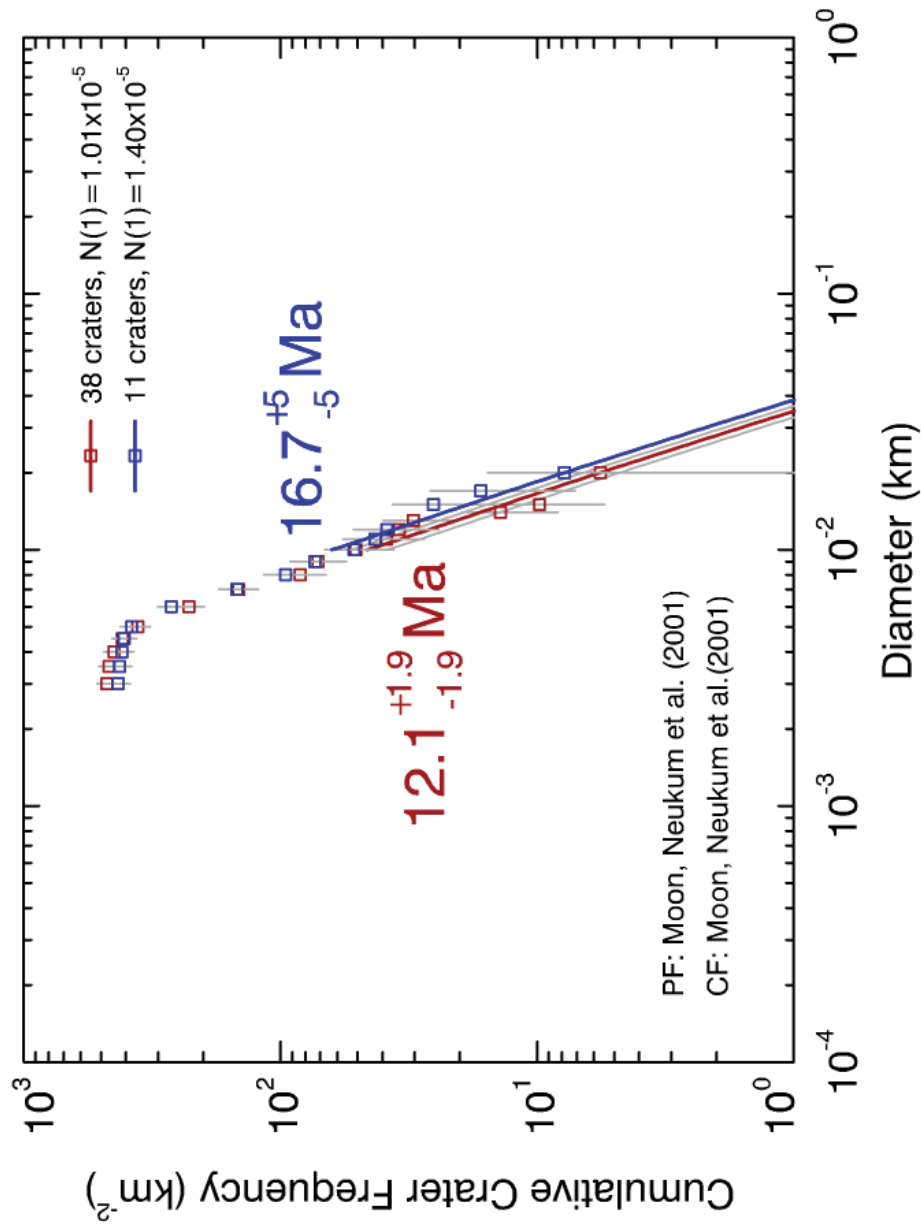 38 craters, N(1)=1.01x10⁻⁵
11 craters, N(1)=1.40x10⁻⁵
16.7 +5 -5 Ma
12.1 +1.9 -1.9 Ma
PF: Moon, Neukum et al. (2001)
CF: Moon, Neukum et al.(2001)
Cumulative Crater Frequency (km⁻²)
10³
10²
10¹
10⁰
10⁻⁴
10⁻³
10⁻²
10⁻¹
10⁰
Diameter (km)